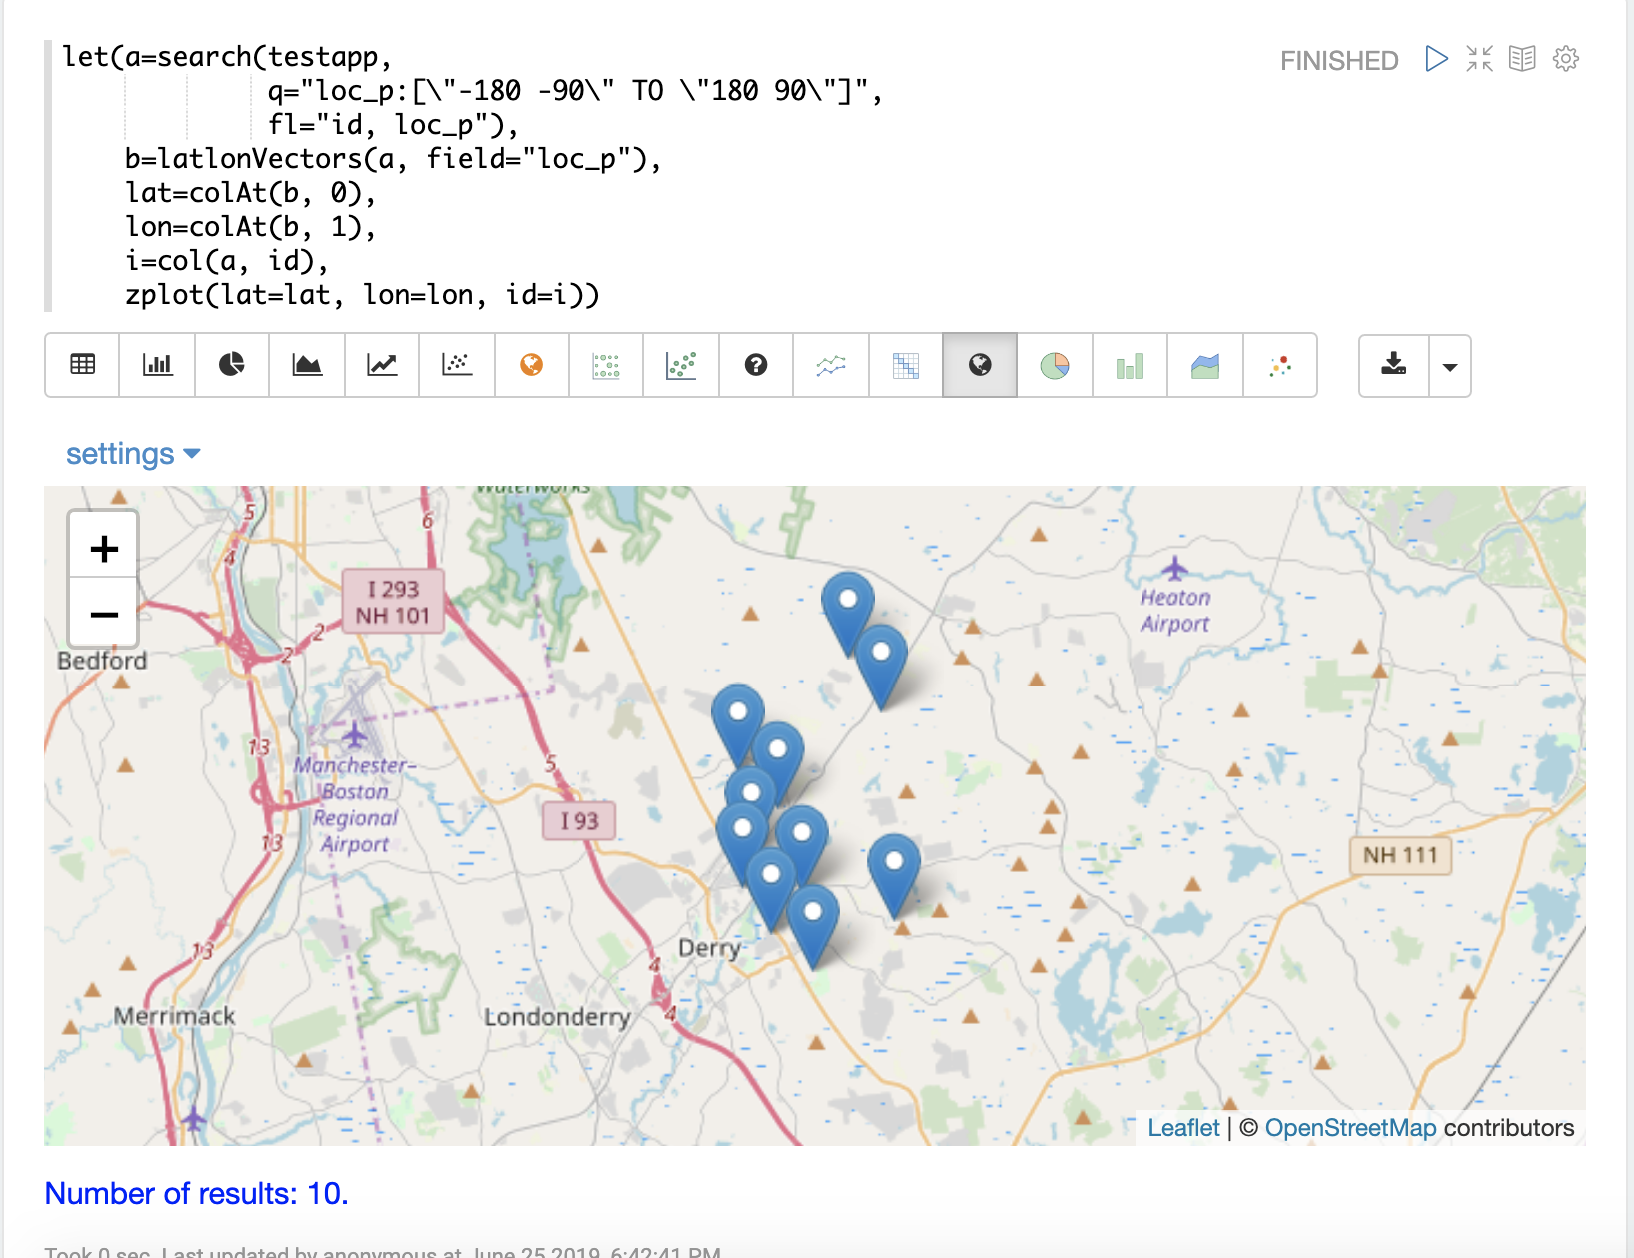 let(a=search(testapp,
q="loc_p:[\"-180 -90\" TO \"180 90\"]",
fl="id, loc_p"),
b=latlonVectors(a, field="loc_p"),
lat=colAt(b, 0),
lon=colAt(b, 1),
i=col(a, id),
zplot(lat=lat, lon=lon, id=i))
FINISHED
settings
+
−
Waterworks
5
6
4
I 293
NH 101
2
2
Bedford
Heaton
Airport
13
Manchester–
Boston
Regional
Airport
13
5
I 93
NH 111
13
Derry
4
4
Merrimack
Londonderry
Leaflet | © OpenStreetMap contributors
Number of results: 10.
Took 0 sec. Last updated by anonymous at June 25 2019, 6:42:41 PM.